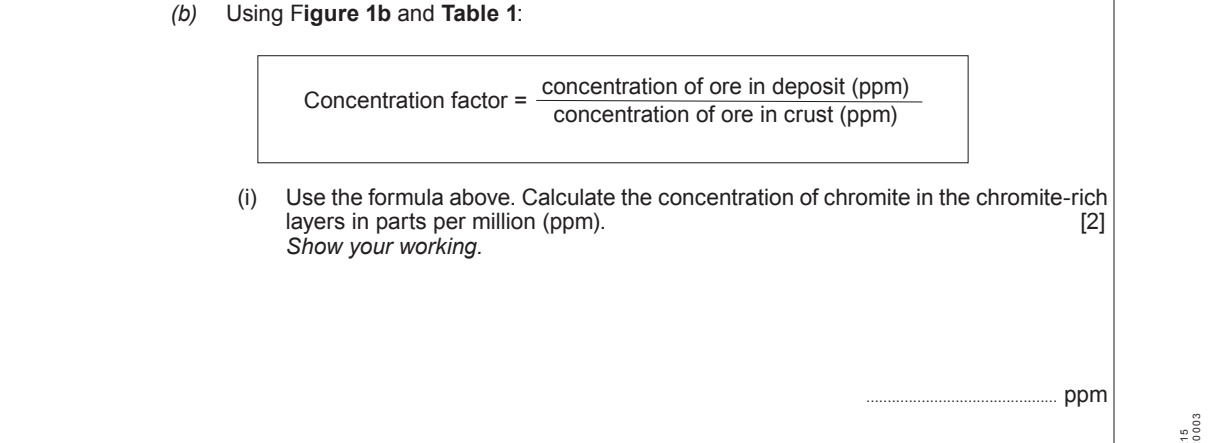 (b) Using Figure 1b and Table 1:
Concentration factor = concentration of ore in deposit (ppm)
concentration of ore in crust (ppm)
(i) Use the formula above. Calculate the concentration of chromite in the chromite-rich
layers in parts per million (ppm). [2]
Show your working.
.............................................. ppm
15
0003